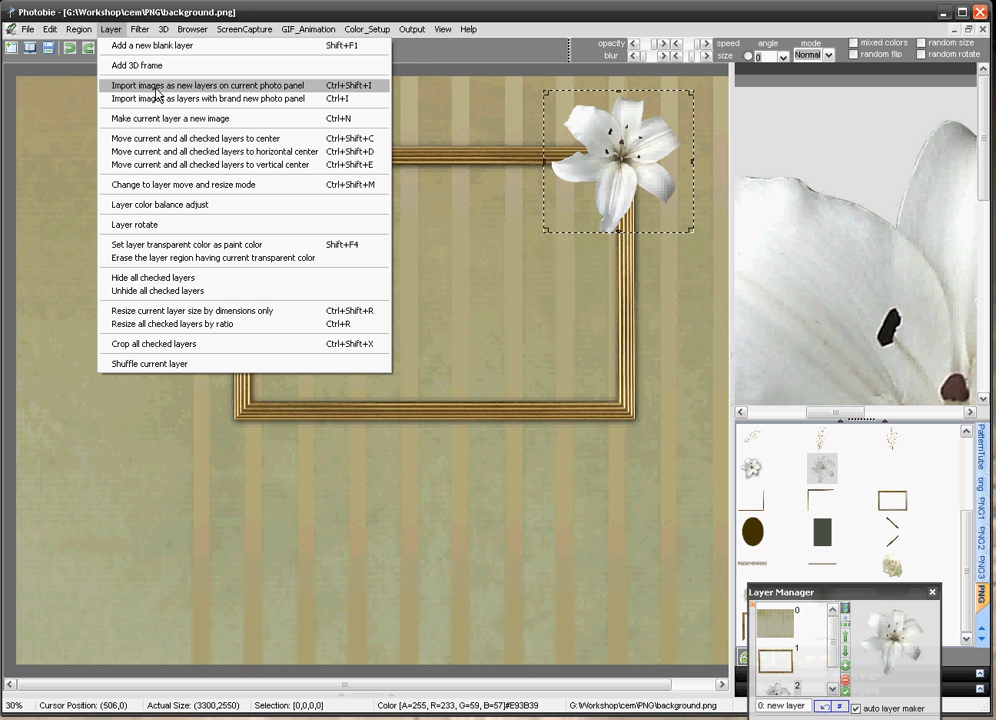 Photobie - [G:\Workshop\cem\PNG\background.png]
File Edit Region Layer Filter 3D Browser ScreenCapture GIF_Animation Color_Setup Output View Help
opacity speed angle mode mixed colors random size
blur size 0 Normal random flip random rotate
Add a new blank layer Shift+F1
Add 3D frame
Import images as new layers on current photo panel Ctrl+Shift+I
Import images as layers with brand new photo panel Ctrl+I
Make current layer a new image Ctrl+N
Move current and all checked layers to center Ctrl+Shift+C
Move current and all checked layers to horizontal center Ctrl+Shift+D
Move current and all checked layers to vertical center Ctrl+Shift+E
Change to layer move and resize mode Ctrl+Shift+M
Layer color balance adjust
Layer rotate
Set layer transparent color as paint color Shift+F4
Erase the layer region having current transparent color
Hide all checked layers
Unhide all checked layers
Resize current layer size by dimensions only Ctrl+Shift+R
Resize all checked layers by ratio Ctrl+R
Crop all checked layers Ctrl+Shift+X
Shuffle current layer
PatternTube
png
PNG1
PNG2
PNG3
PNG
Layer Manager
0
1
2
0: new layer
auto layer maker
30% Cursor Position: (506,0) Actual Size: (3300,2550) Selection: [0,0,0,0] Color [A=255, R=233, G=59, B=57]#E93B39 G:\Workshop\cem\PNG\background.png